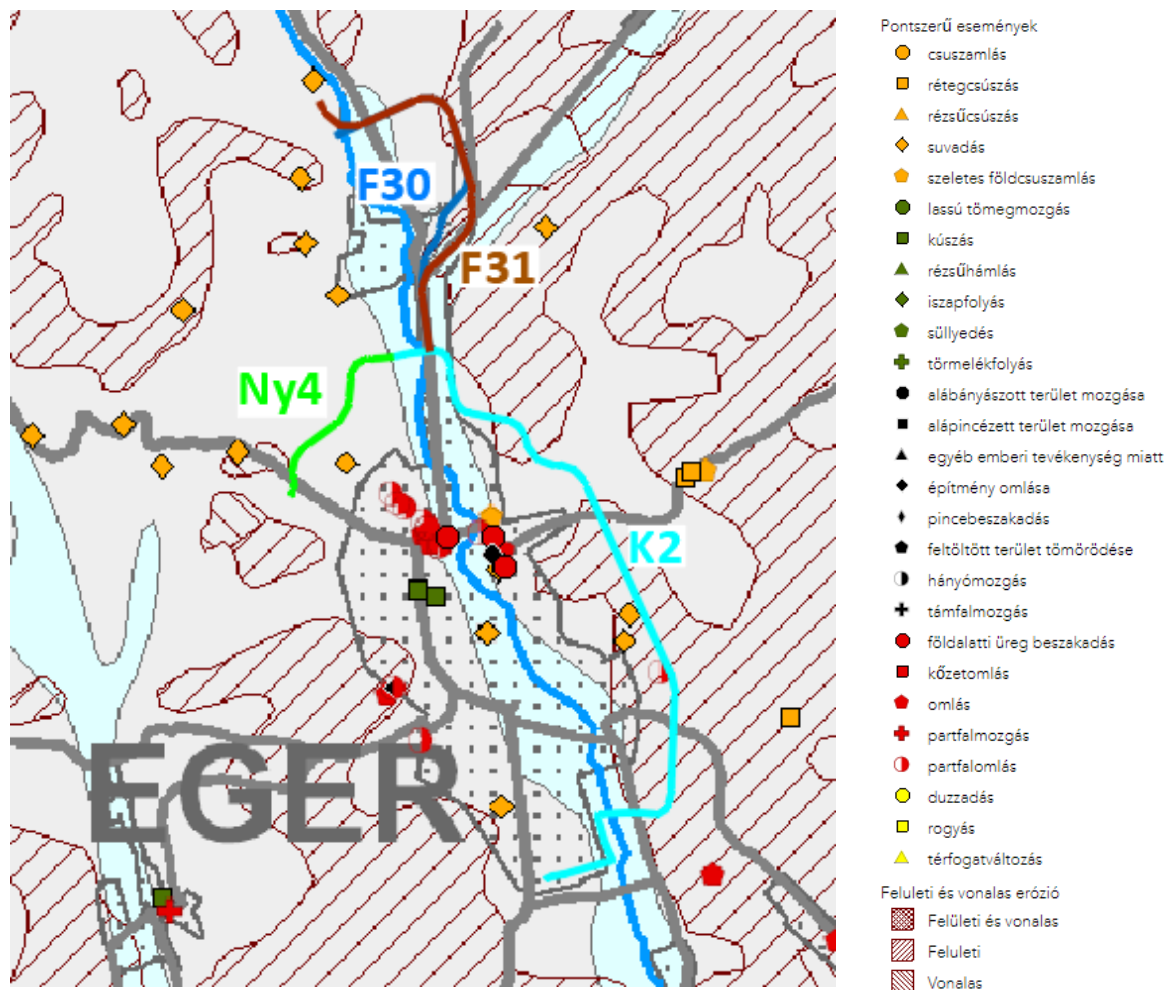 F30
F31
Ny4
K2
EGER
Pontszerű események
csuszamlás
rétegcsúszás
rézsűcsúszás
suvadás
szeletes földcsuszamlás
lassú tömegmozgás
kúszás
rézsűhámlás
iszapfolyás
süllyedés
törmelékfolyás
alábányászott terület mozgása
alápincézett terület mozgása
egyéb emberi tevékenység miatt
építmény omlása
pincebeszakadás
feltöltött terület tömörödése
hányómozgás
támfalmozgás
földalatti üreg beszakadás
kőzetomlás
omlás
partfalmozgás
partfalomlás
duzzadás
rogyás
térfogatváltozás
Feluleti és vonalas erózió
Felületi és vonalas
Feluleti
Vonalas